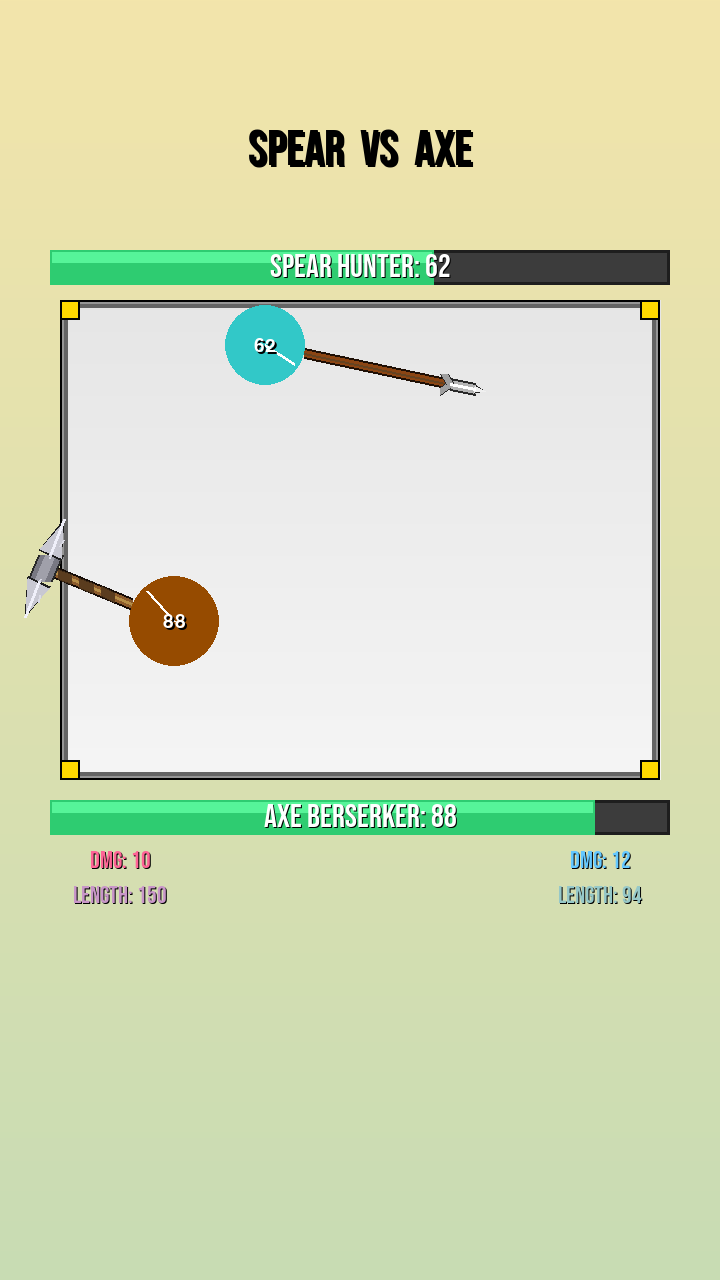 SPEAR VS AXE
SPEAR HUNTER: 62
62
88
AXE BERSERKER: 88
DMG: 10
DMG: 12
LENGTH: 150
LENGTH: 94